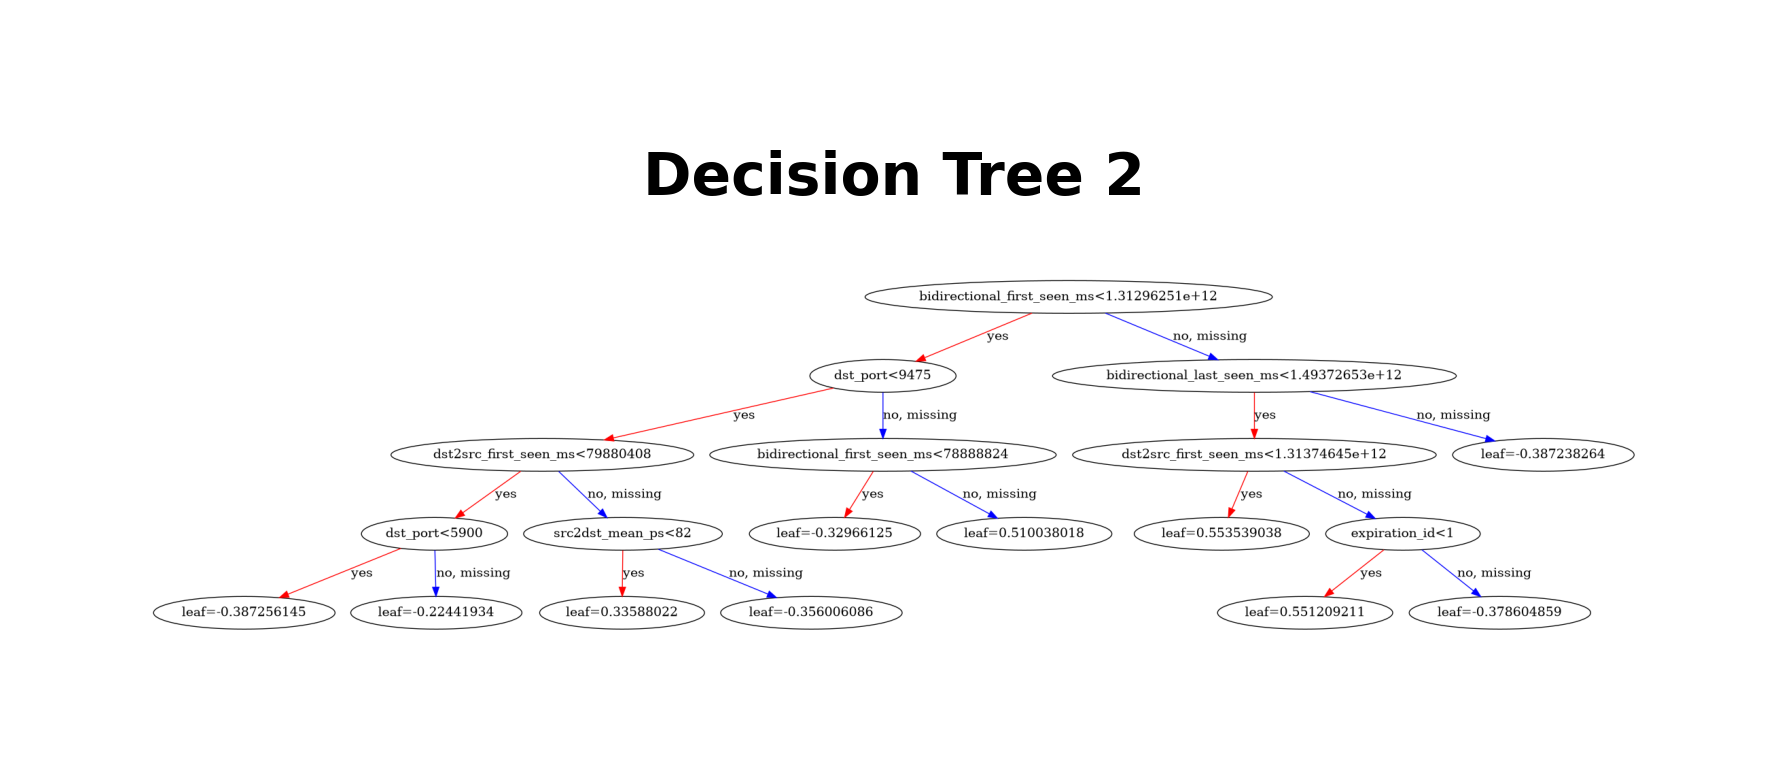 Decision Tree 2
bidirectional_first_seen_ms<1.31296251e+12
yes
no, missing
dst_port<9475
bidirectional_last_seen_ms<1.49372653e+12
yes
no, missing
yes
no, missing
dst2src_first_seen_ms<79880408
bidirectional_first_seen_ms<78888824
dst2src_first_seen_ms<1.31374645e+12
leaf=-0.387238264
yes
no, missing
yes
no, missing
yes
no, missing
dst_port<5900
src2dst_mean_ps<82
leaf=-0.32966125
leaf=0.510038018
leaf=0.553539038
expiration_id<1
yes
no, missing
yes
no, missing
yes
no, missing
leaf=-0.387256145
leaf=-0.22441934
leaf=0.33588022
leaf=-0.356006086
leaf=0.551209211
leaf=-0.378604859